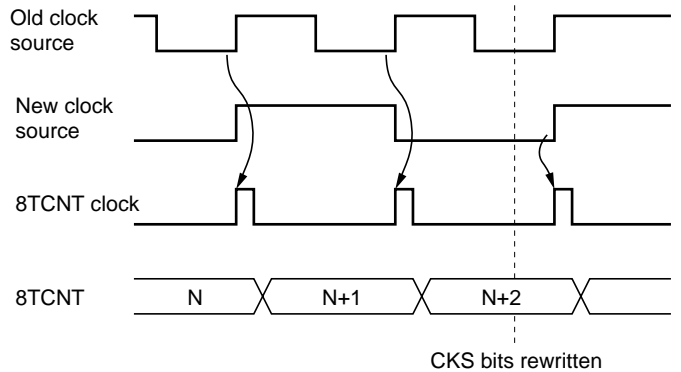 Old clock
source
New clock
source
8TCNT clock
8TCNT
N
N+1
N+2
CKS bits rewritten